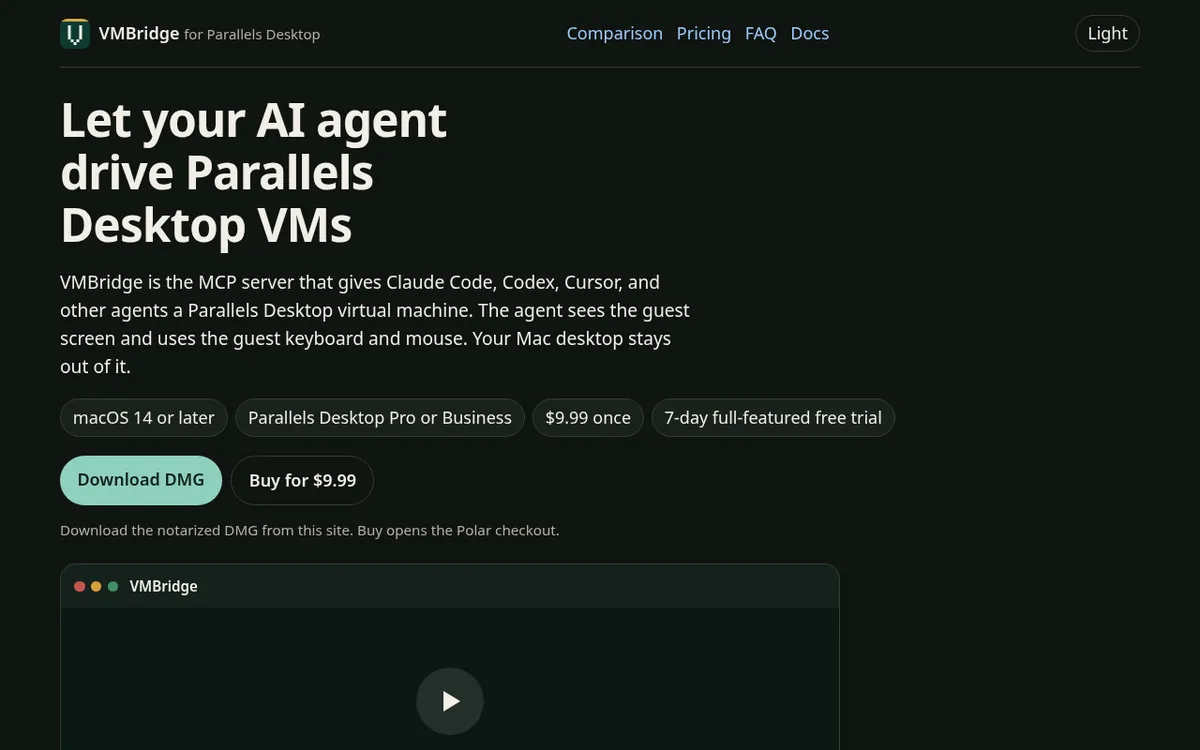 VMBridge for Parallels Desktop
Comparison Pricing FAQ Docs
Light
Let your AI agent
drive Parallels
Desktop VMs
VMBridge is the MCP server that gives Claude Code, Codex, Cursor, and
other agents a Parallels Desktop virtual machine. The agent sees the guest
screen and uses the guest keyboard and mouse. Your Mac desktop stays
out of it.
macOS 14 or later
Parallels Desktop Pro or Business
$9.99 once
7-day full-featured free trial
Download DMG
Buy for $9.99
Download the notarized DMG from this site. Buy opens the Polar checkout.
VMBridge